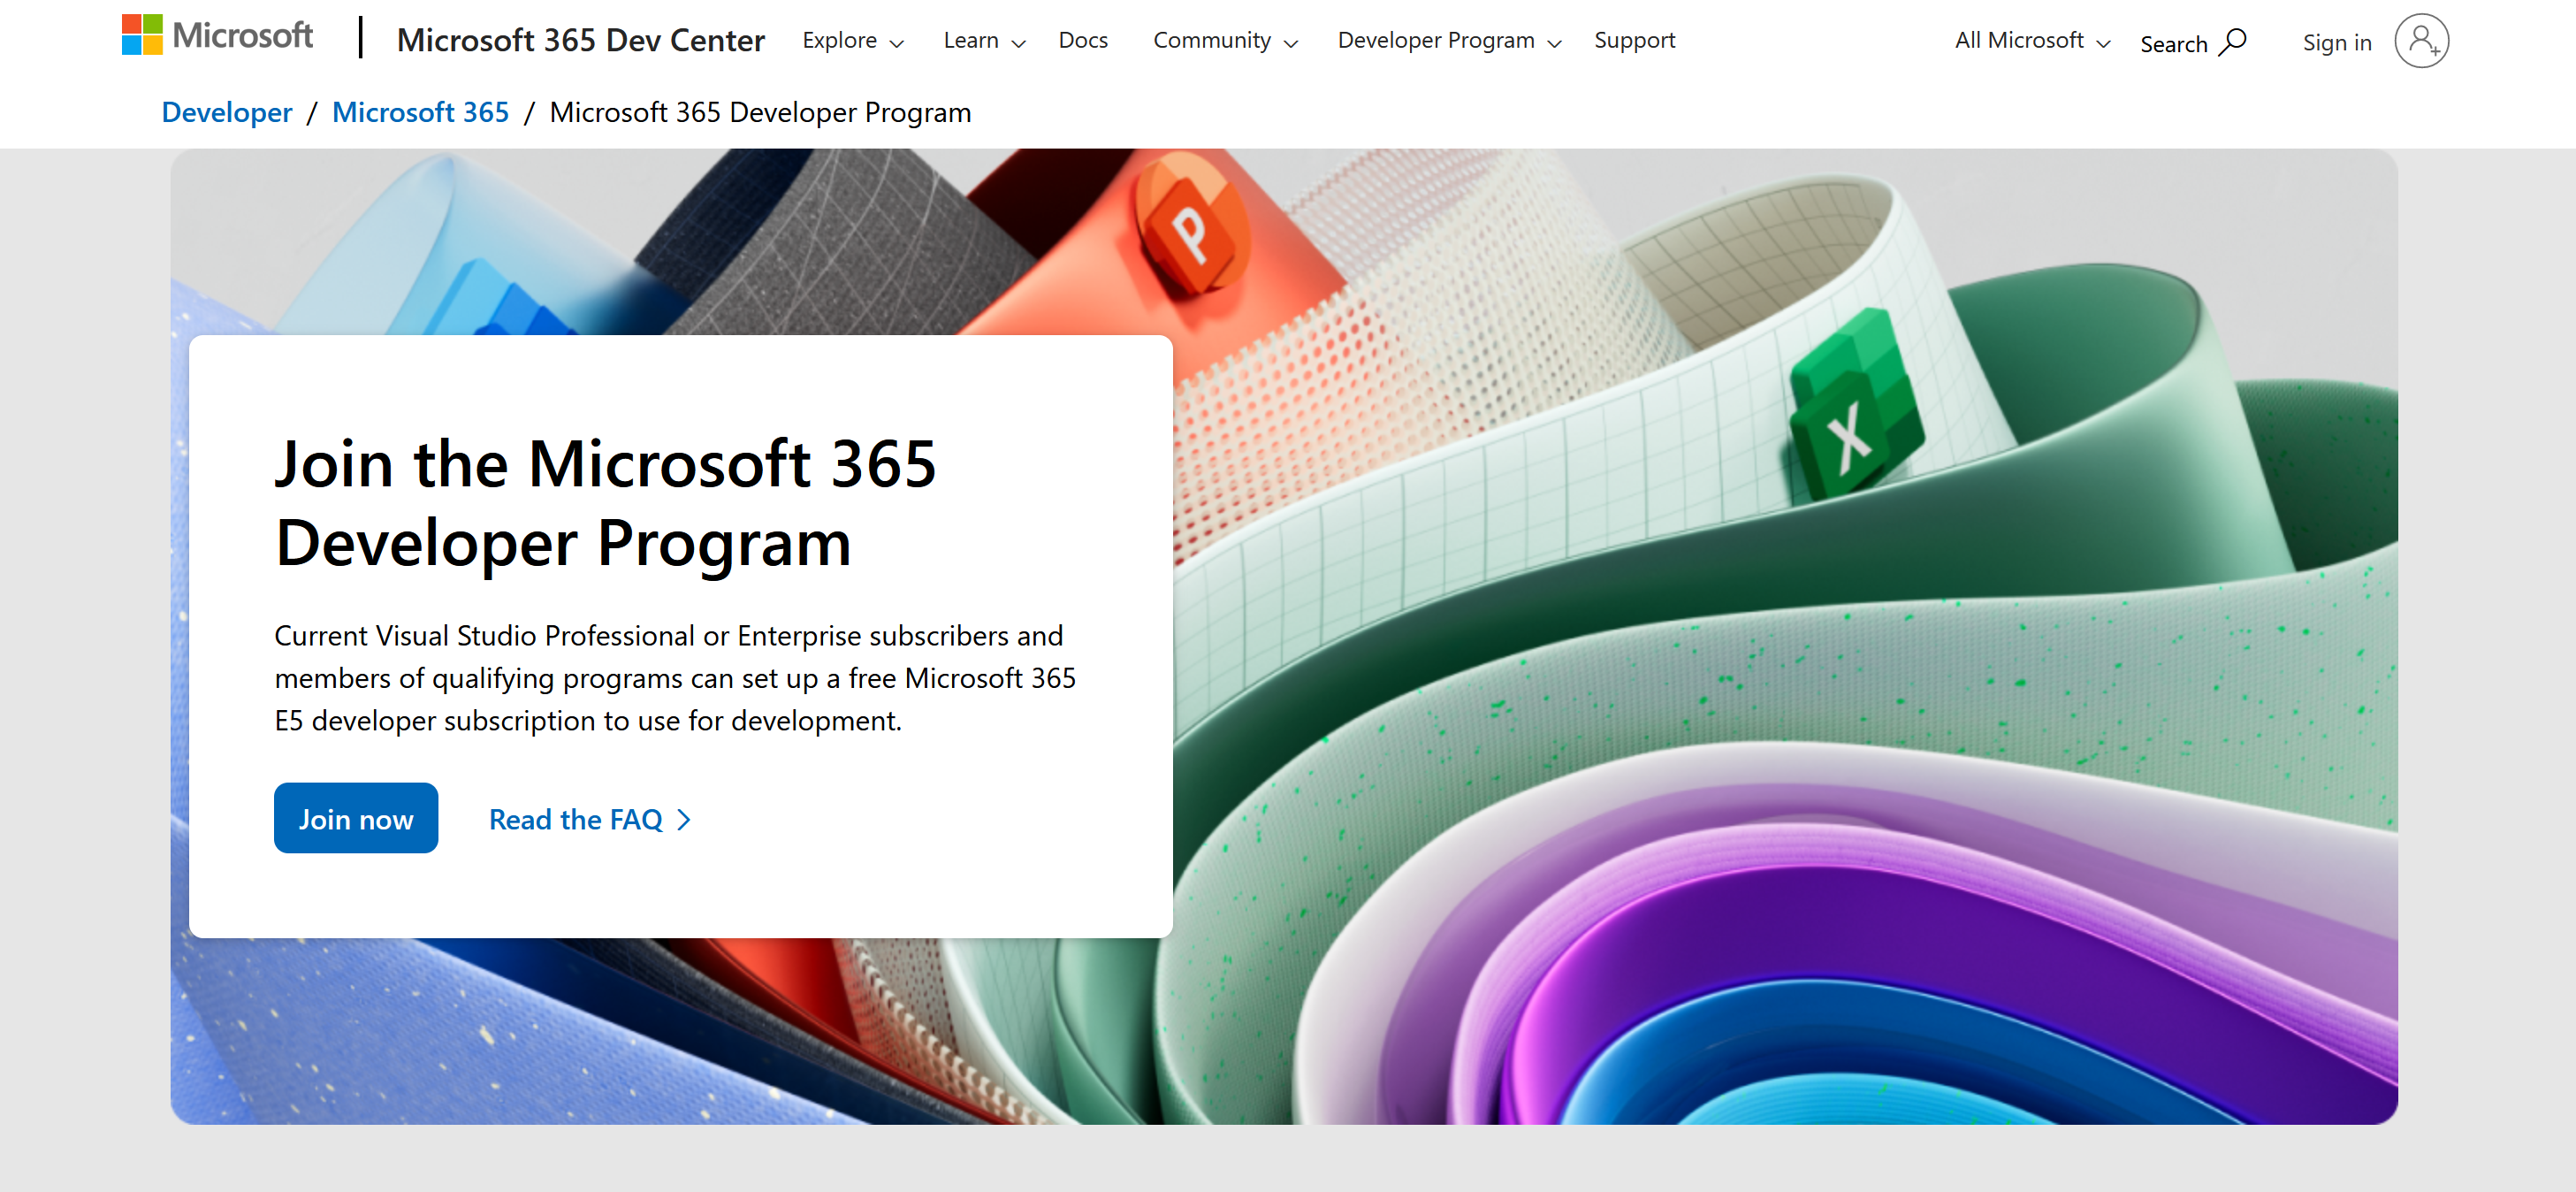 Microsoft | Microsoft 365 Dev Center Explore Learn Docs Community Developer Program Support All Microsoft Search Sign in
Developer / Microsoft 365 / Microsoft 365 Developer Program
P
X
Join the Microsoft 365
Developer Program
Current Visual Studio Professional or Enterprise subscribers and
members of qualifying programs can set up a free Microsoft 365
E5 developer subscription to use for development.
Join now Read the FAQ